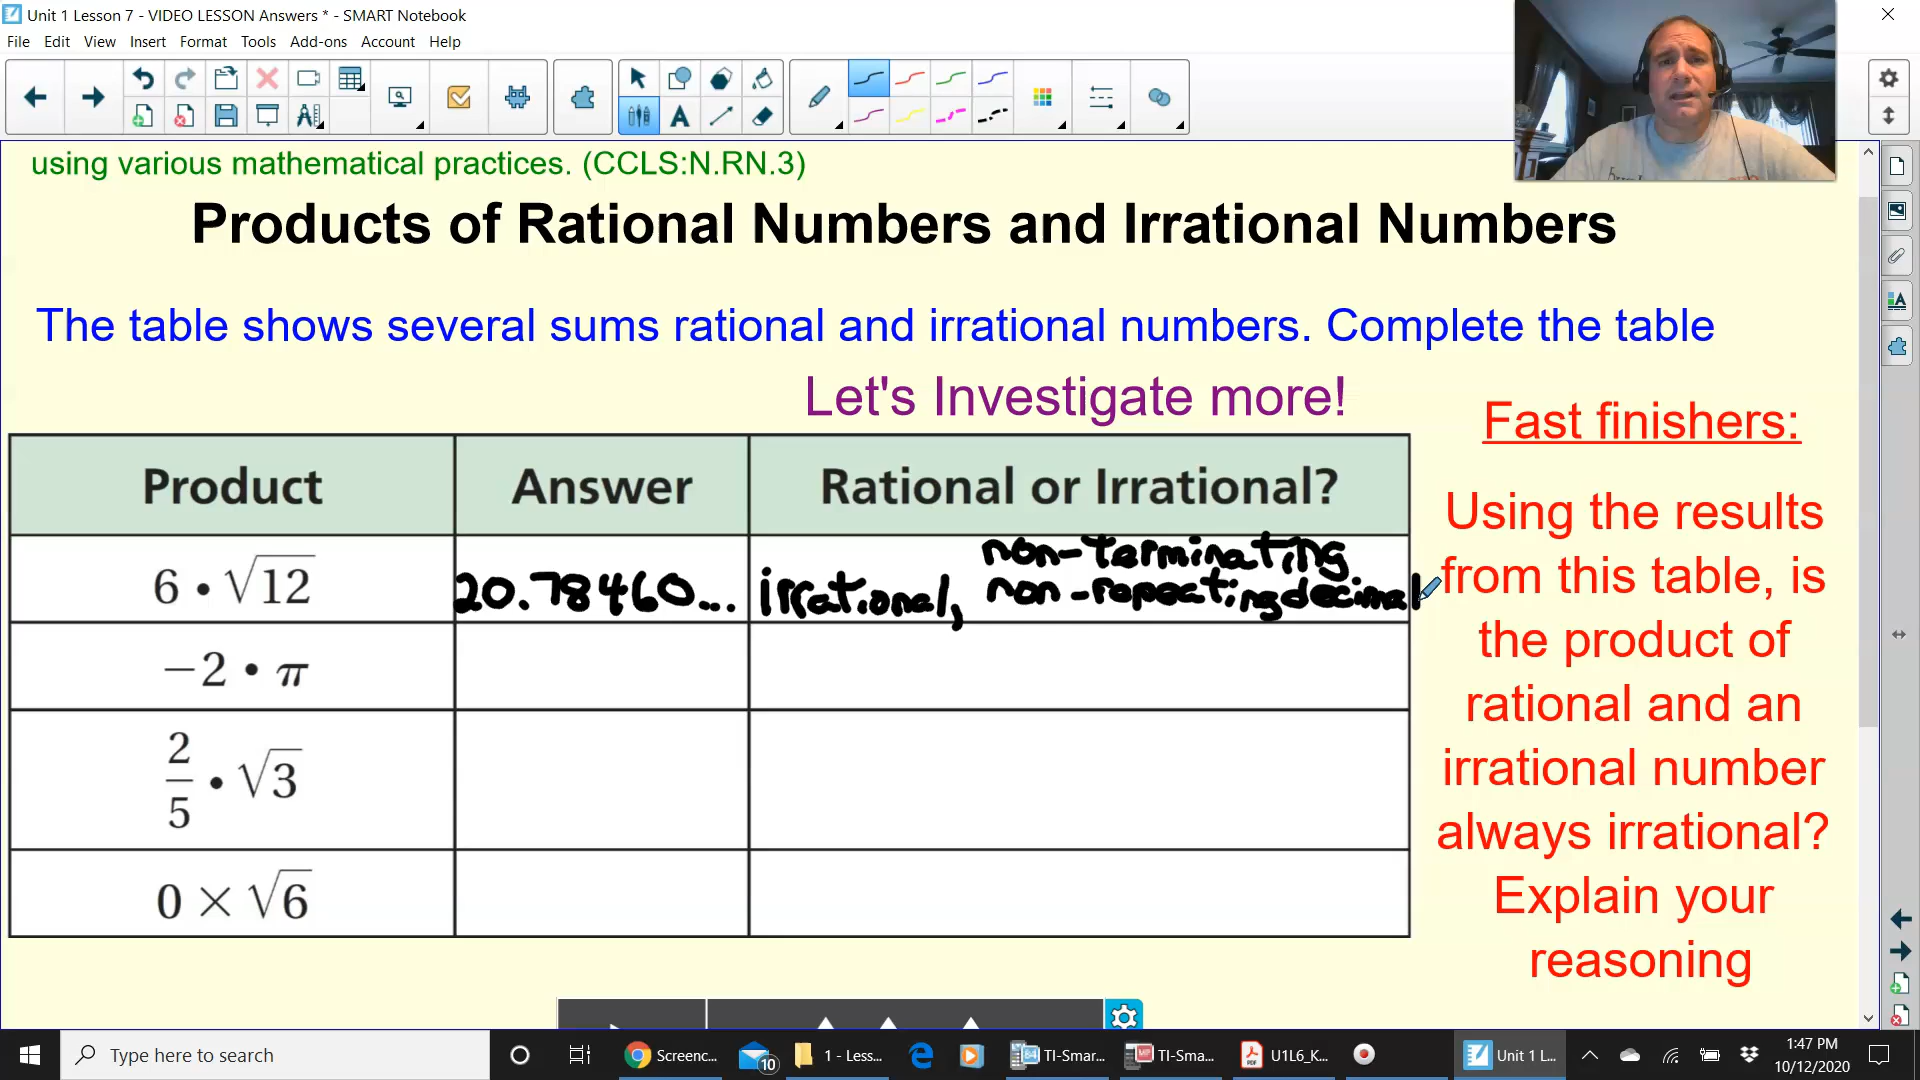 Unit 1 Lesson 7 - VIDEO LESSON Answers * - SMART Notebook
File Edit View Insert Format Tools Add-ons Account Help
using various mathematical practices. (CCLS:N.RN.3)
Products of Rational Numbers and Irrational Numbers
The table shows several sums rational and irrational numbers. Complete the table
Let's Investigate more!
Product Answer Rational or Irrational?
6 • √12 20.78460... irrational, non-terminating
non-repeating decimal
−2 • π
2/5 • √3
0 × √6
Fast finishers:
Using the results
from this table, is
the product of
rational and an
irrational number
always irrational?
Explain your
reasoning
Type here to search
Screenc...
10
1 - Less...
TI-Smar...
TI-Sma...
U1L6_K...
Unit 1 L...
1:47 PM
10/12/2020